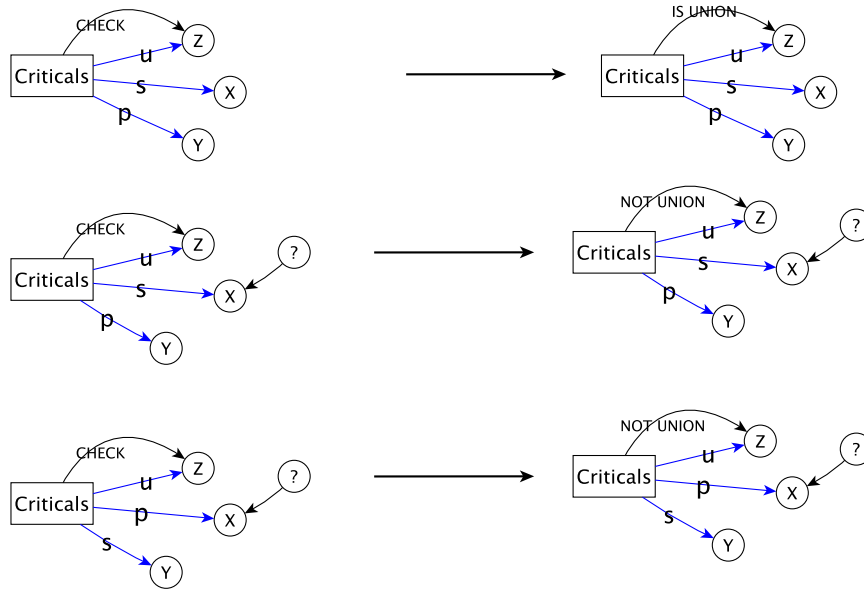 CHECK
Z
u
Criticals
s
X
p
Y
IS UNION
Z
u
Criticals
s
X
p
Y
CHECK
Z
u
?
Criticals
s
X
p
Y
NOT UNION
Z
u
?
Criticals
s
X
p
Y
CHECK
Z
u
?
Criticals
p
X
s
Y
NOT UNION
Z
u
?
Criticals
p
X
s
Y